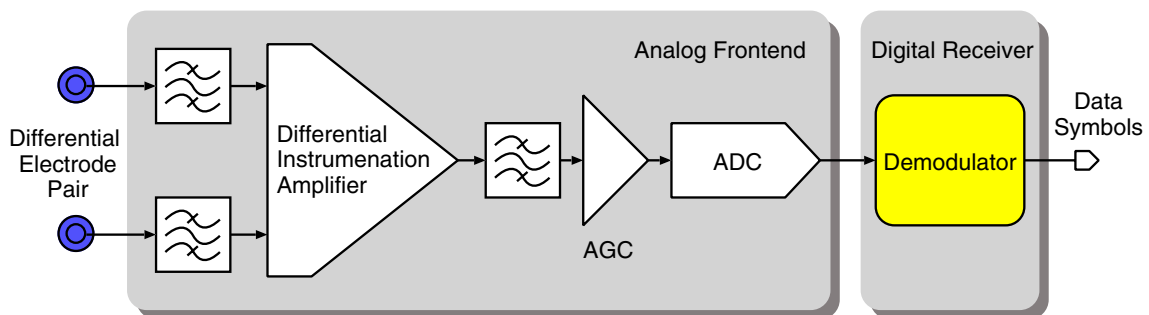 Analog Frontend
Digital Receiver
Differential
Electrode
Pair
Differential
Instrumenation
Amplifier
AGC
ADC
Demodulator
Data
Symbols